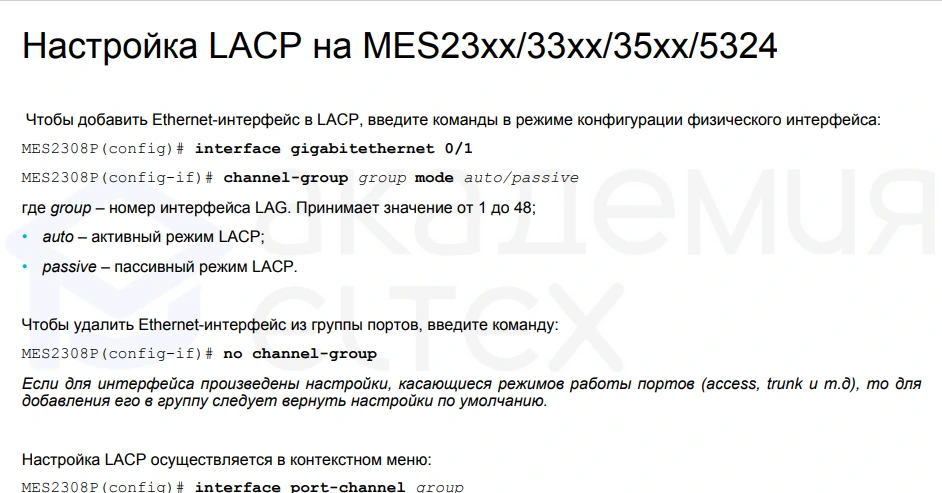 Настройка LACP на MES23xx/33xx/35xx/5324
Чтобы добавить Ethernet-интерфейс в LACP, введите команды в режиме конфигурации физического интерфейса:
MES2308P(config)# interface gigabitethernet 0/1
MES2308P(config-if)# channel-group group mode auto/passive
где group – номер интерфейса LAG. Принимает значение от 1 до 48;
• auto – активный режим LACP;
• passive – пассивный режим LACP.
Чтобы удалить Ethernet-интерфейс из группы портов, введите команду:
MES2308P(config-if)# no channel-group
Если для интерфейса произведены настройки, касающиеся режимов работы портов (access, trunk и т.д), то для
добавления его в группу следует вернуть настройки по умолчанию.
Настройка LACP осуществляется в контекстном меню:
MES2308P(config)# interface port-channel group
академия
eltex